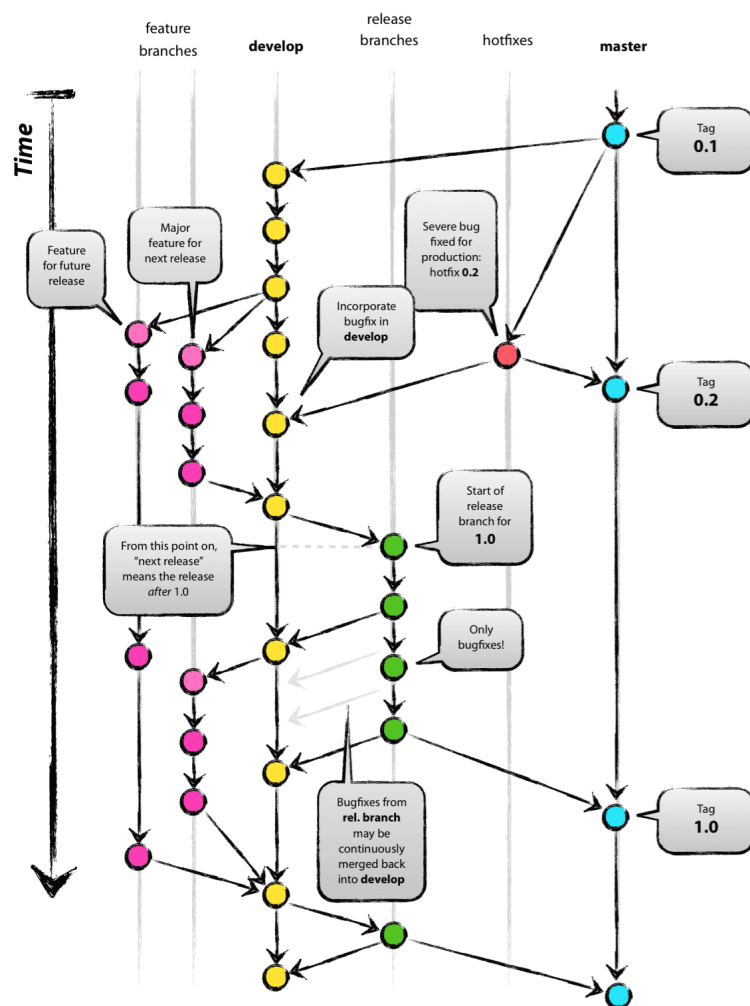 feature
branches
develop
release
branches
hotfixes
master
Time
Tag
0.1
Major
feature for
next release
Severe bug
fixed for
production:
hotfix 0.2
Feature
for future
release
Incorporate
bugfix in
develop
Tag
0.2
Start of
release
branch for
1.0
From this point on,
“next release”
means the release
after 1.0
Only
bugfixes!
Bugfixes from
rel. branch
may be
continuously
merged back
into develop
Tag
1.0